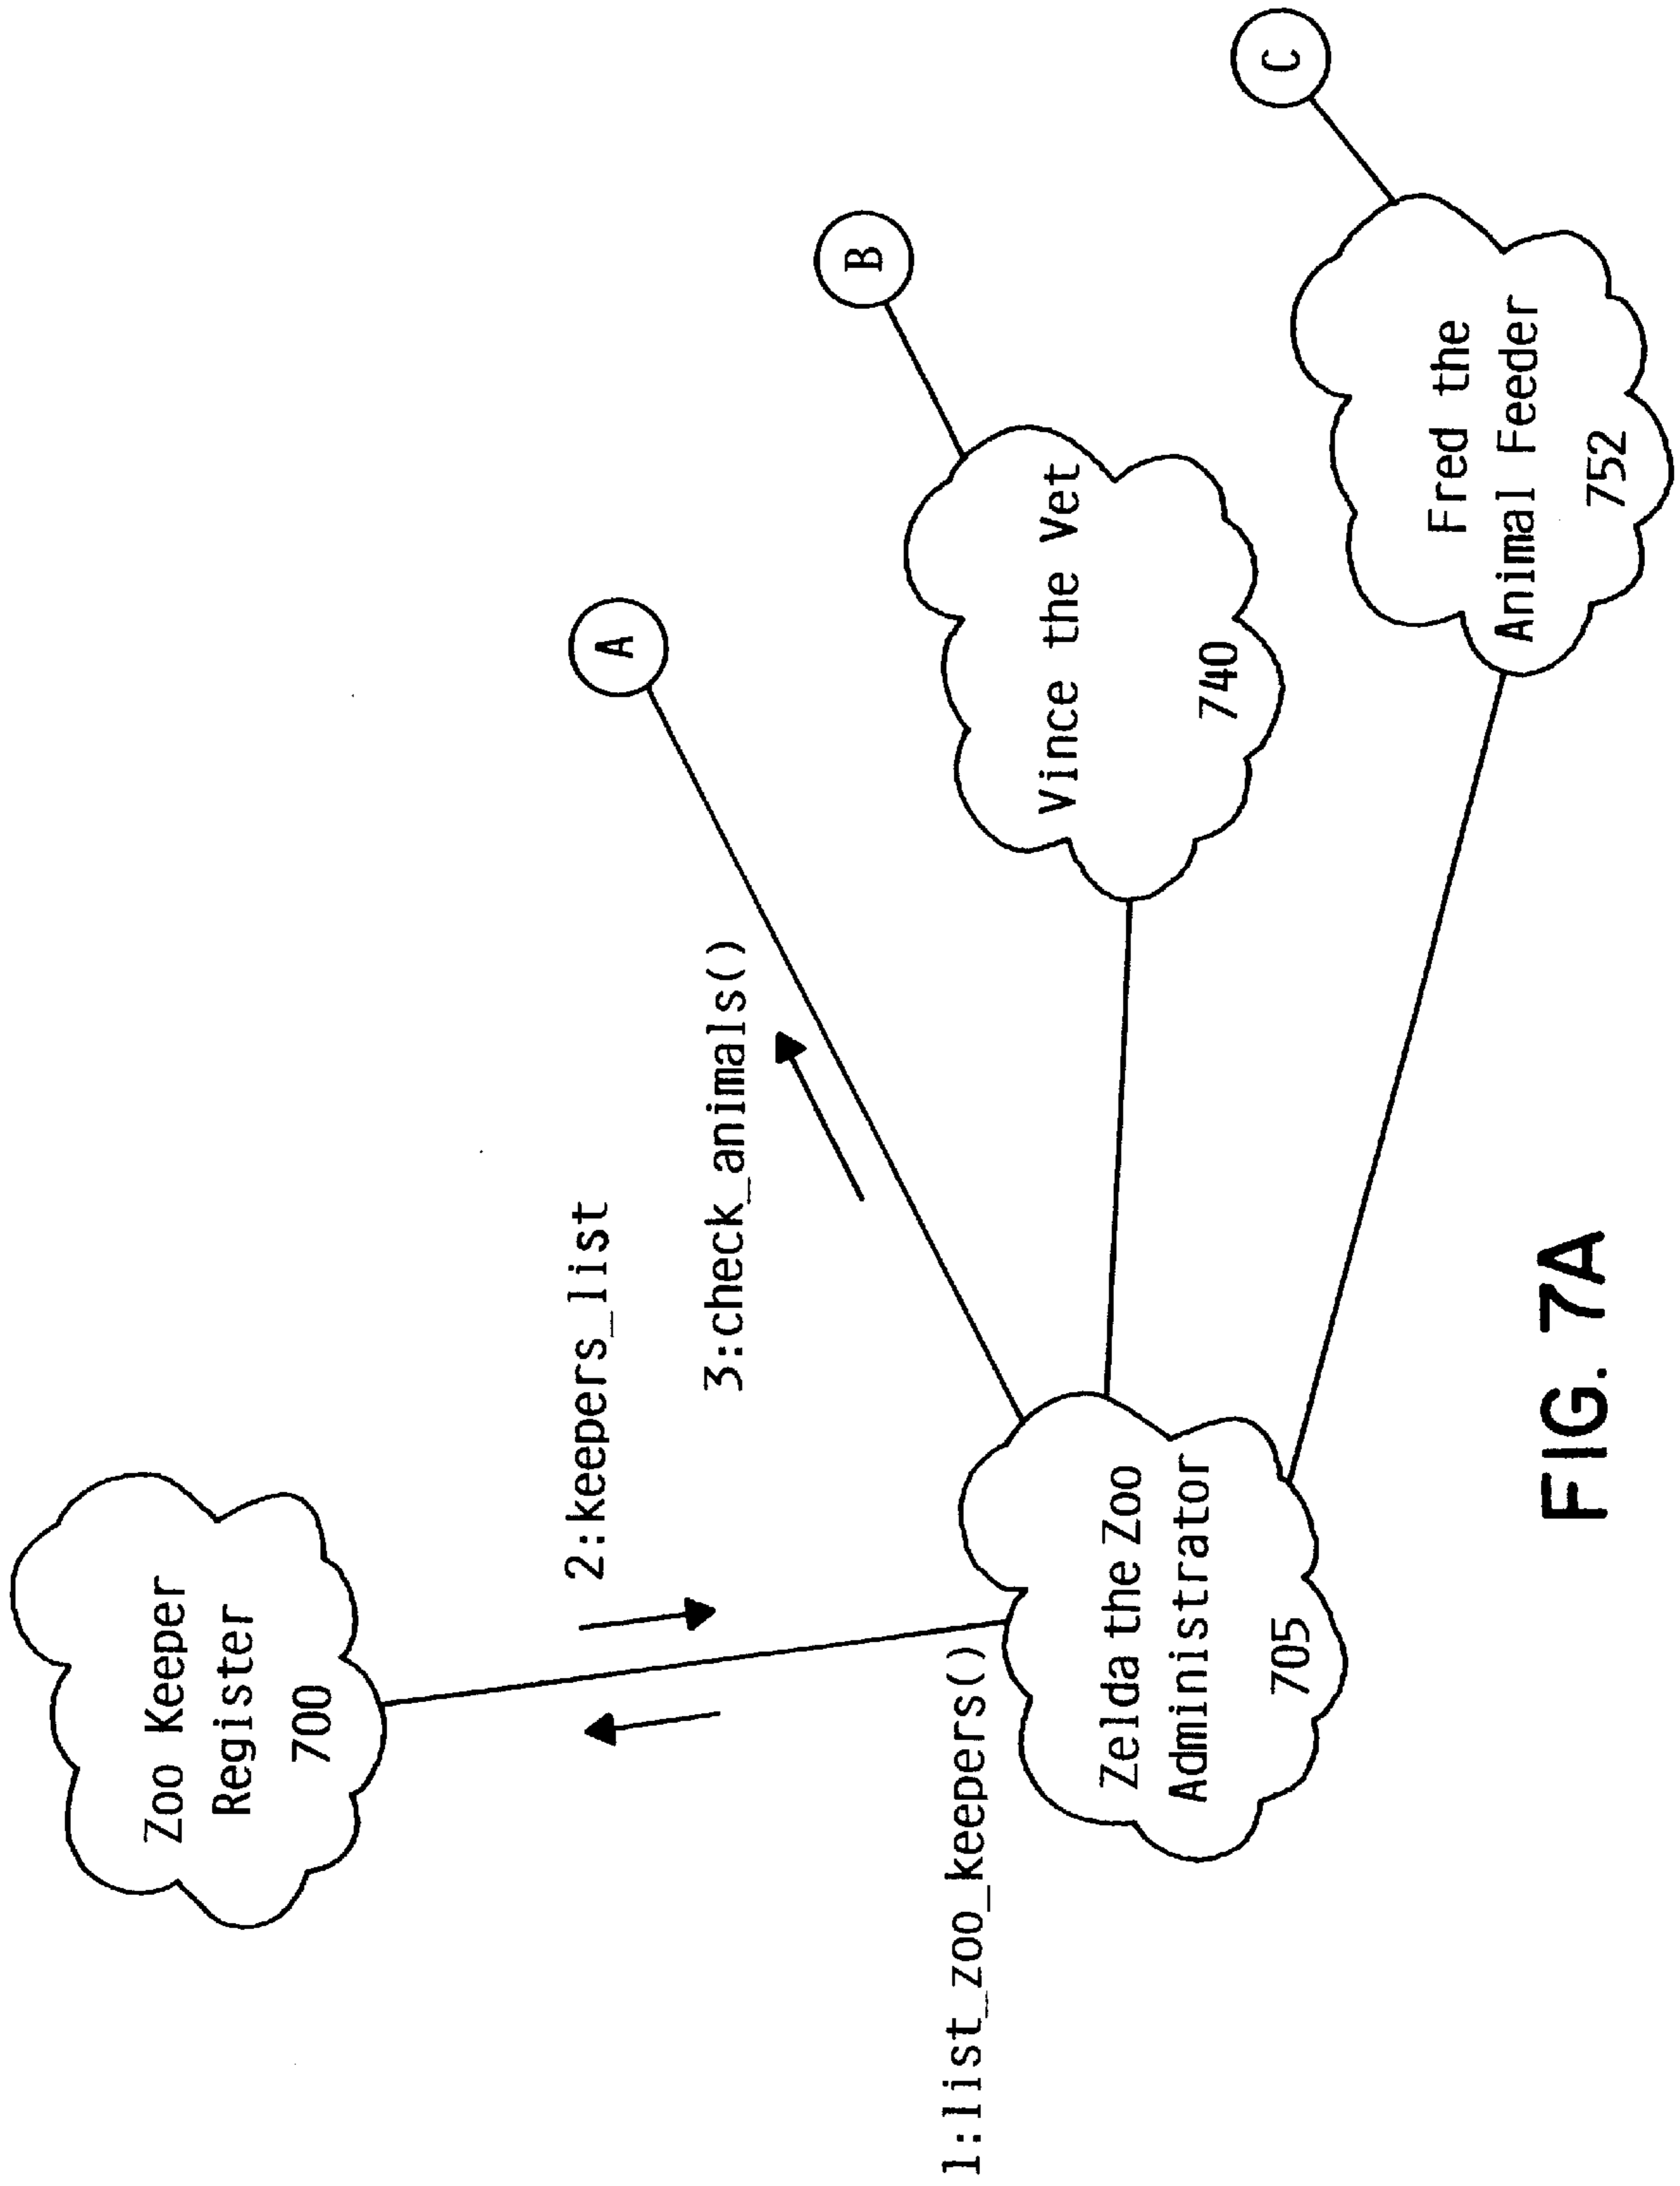 Zoo Keeper
Register
700
2:keepers_list
A
3:check_animals()
B
1:list_zoo_keepers()
Zelda the Zoo
Administrator
705
Vince the Vet
740
C
Fred the
Animal Feeder
752
FIG. 7A